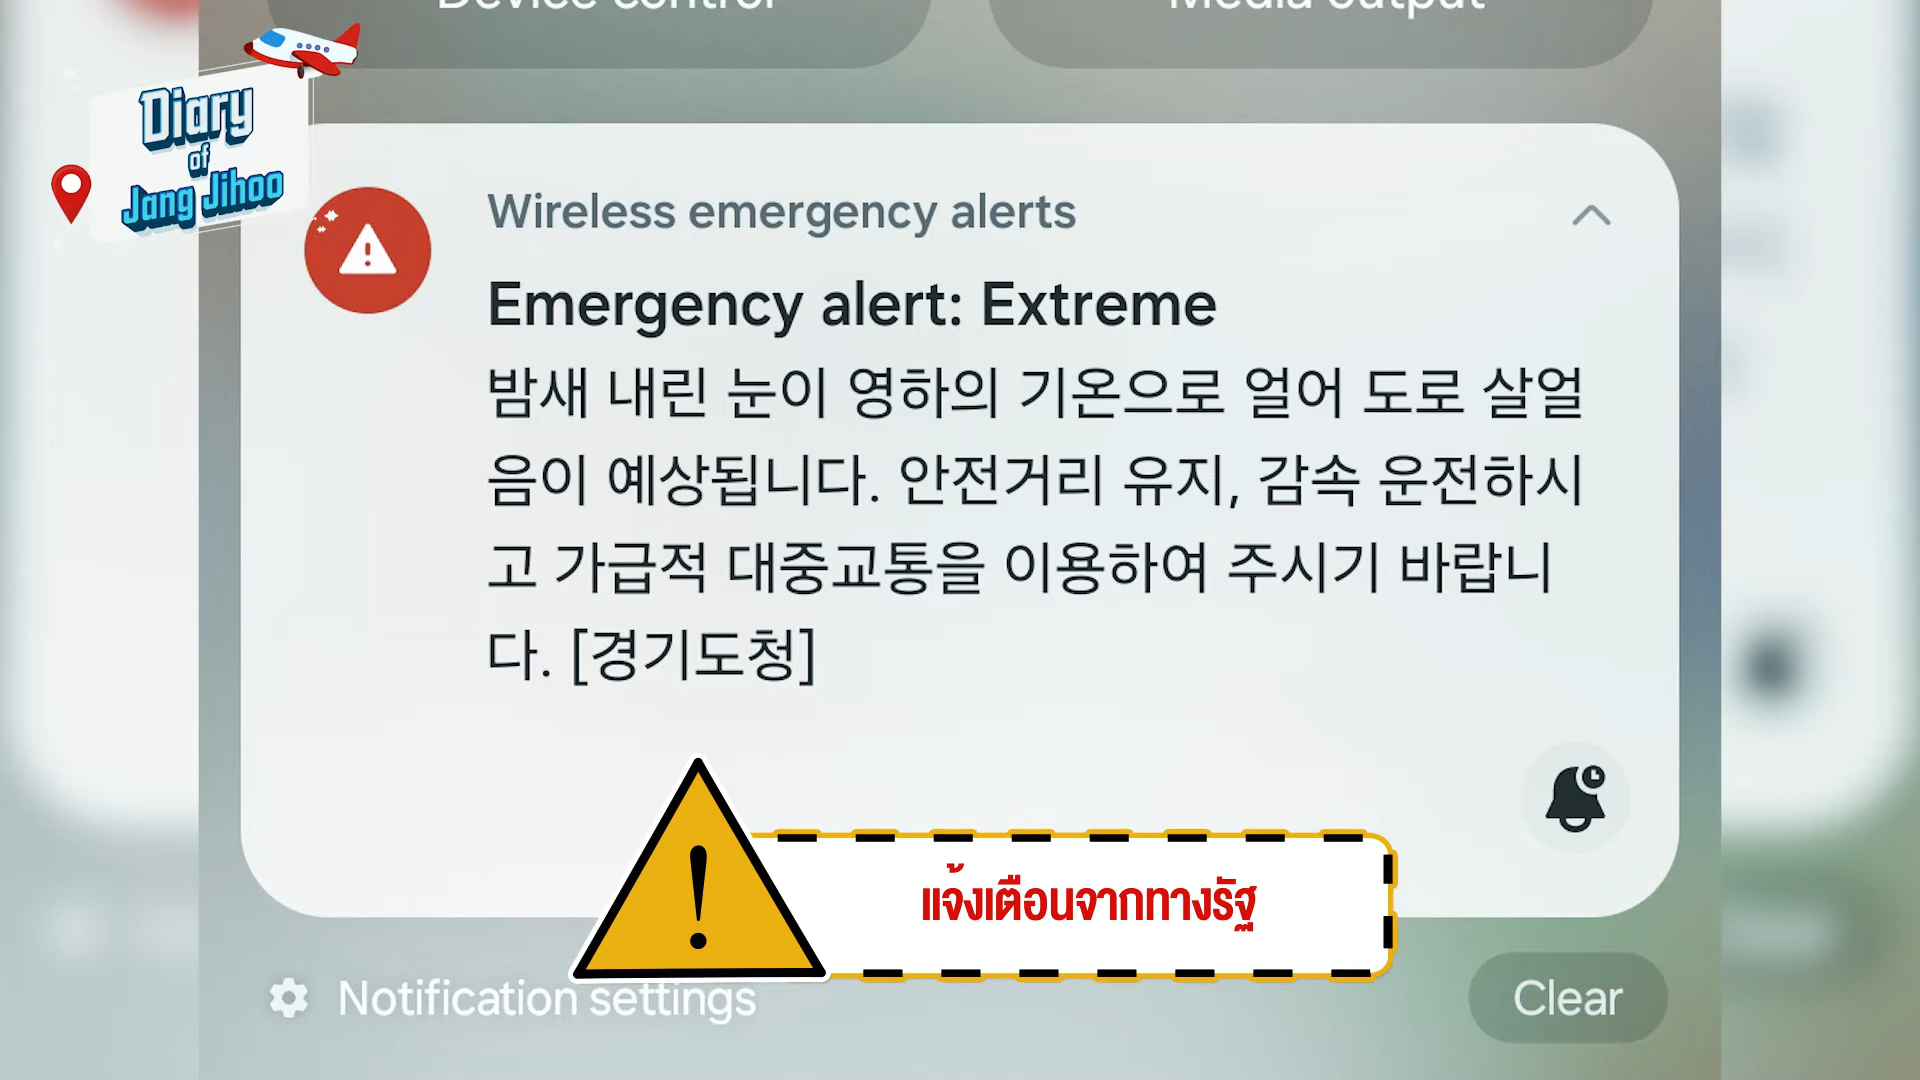 Device control
Media output
Diary
of
Jang Jihoo
Wireless emergency alerts
Emergency alert: Extreme
밤새 내린 눈이 영하의 기온으로 얼어 도로 살얼
음이 예상됩니다. 안전거리 유지, 감속 운전하시
고 가급적 대중교통을 이용하여 주시기 바랍니
다. [경기도청]
แจ้งเตือนจากทางรัฐ
Notification settings
Clear